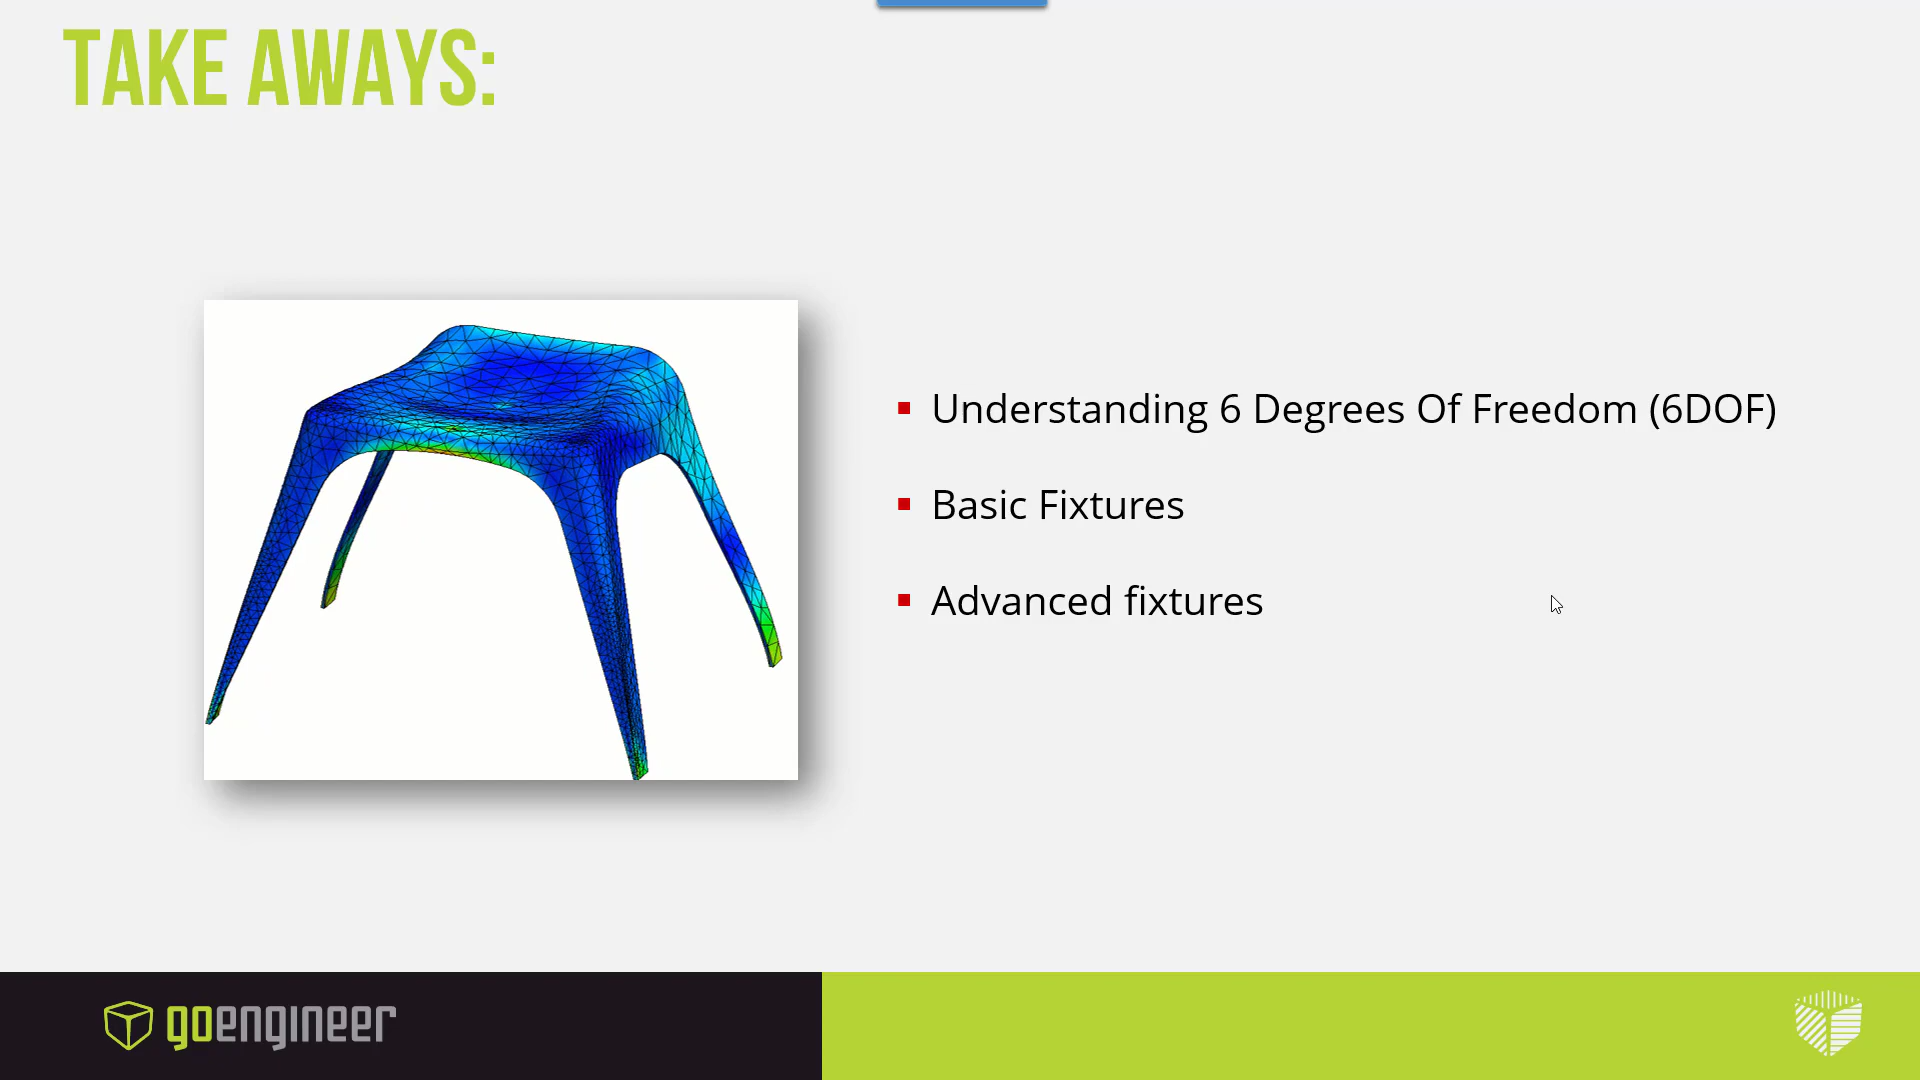 TAKE AWAYS:
Understanding 6 Degrees Of Freedom (6DOF)
Basic Fixtures
Advanced fixtures
goengineer